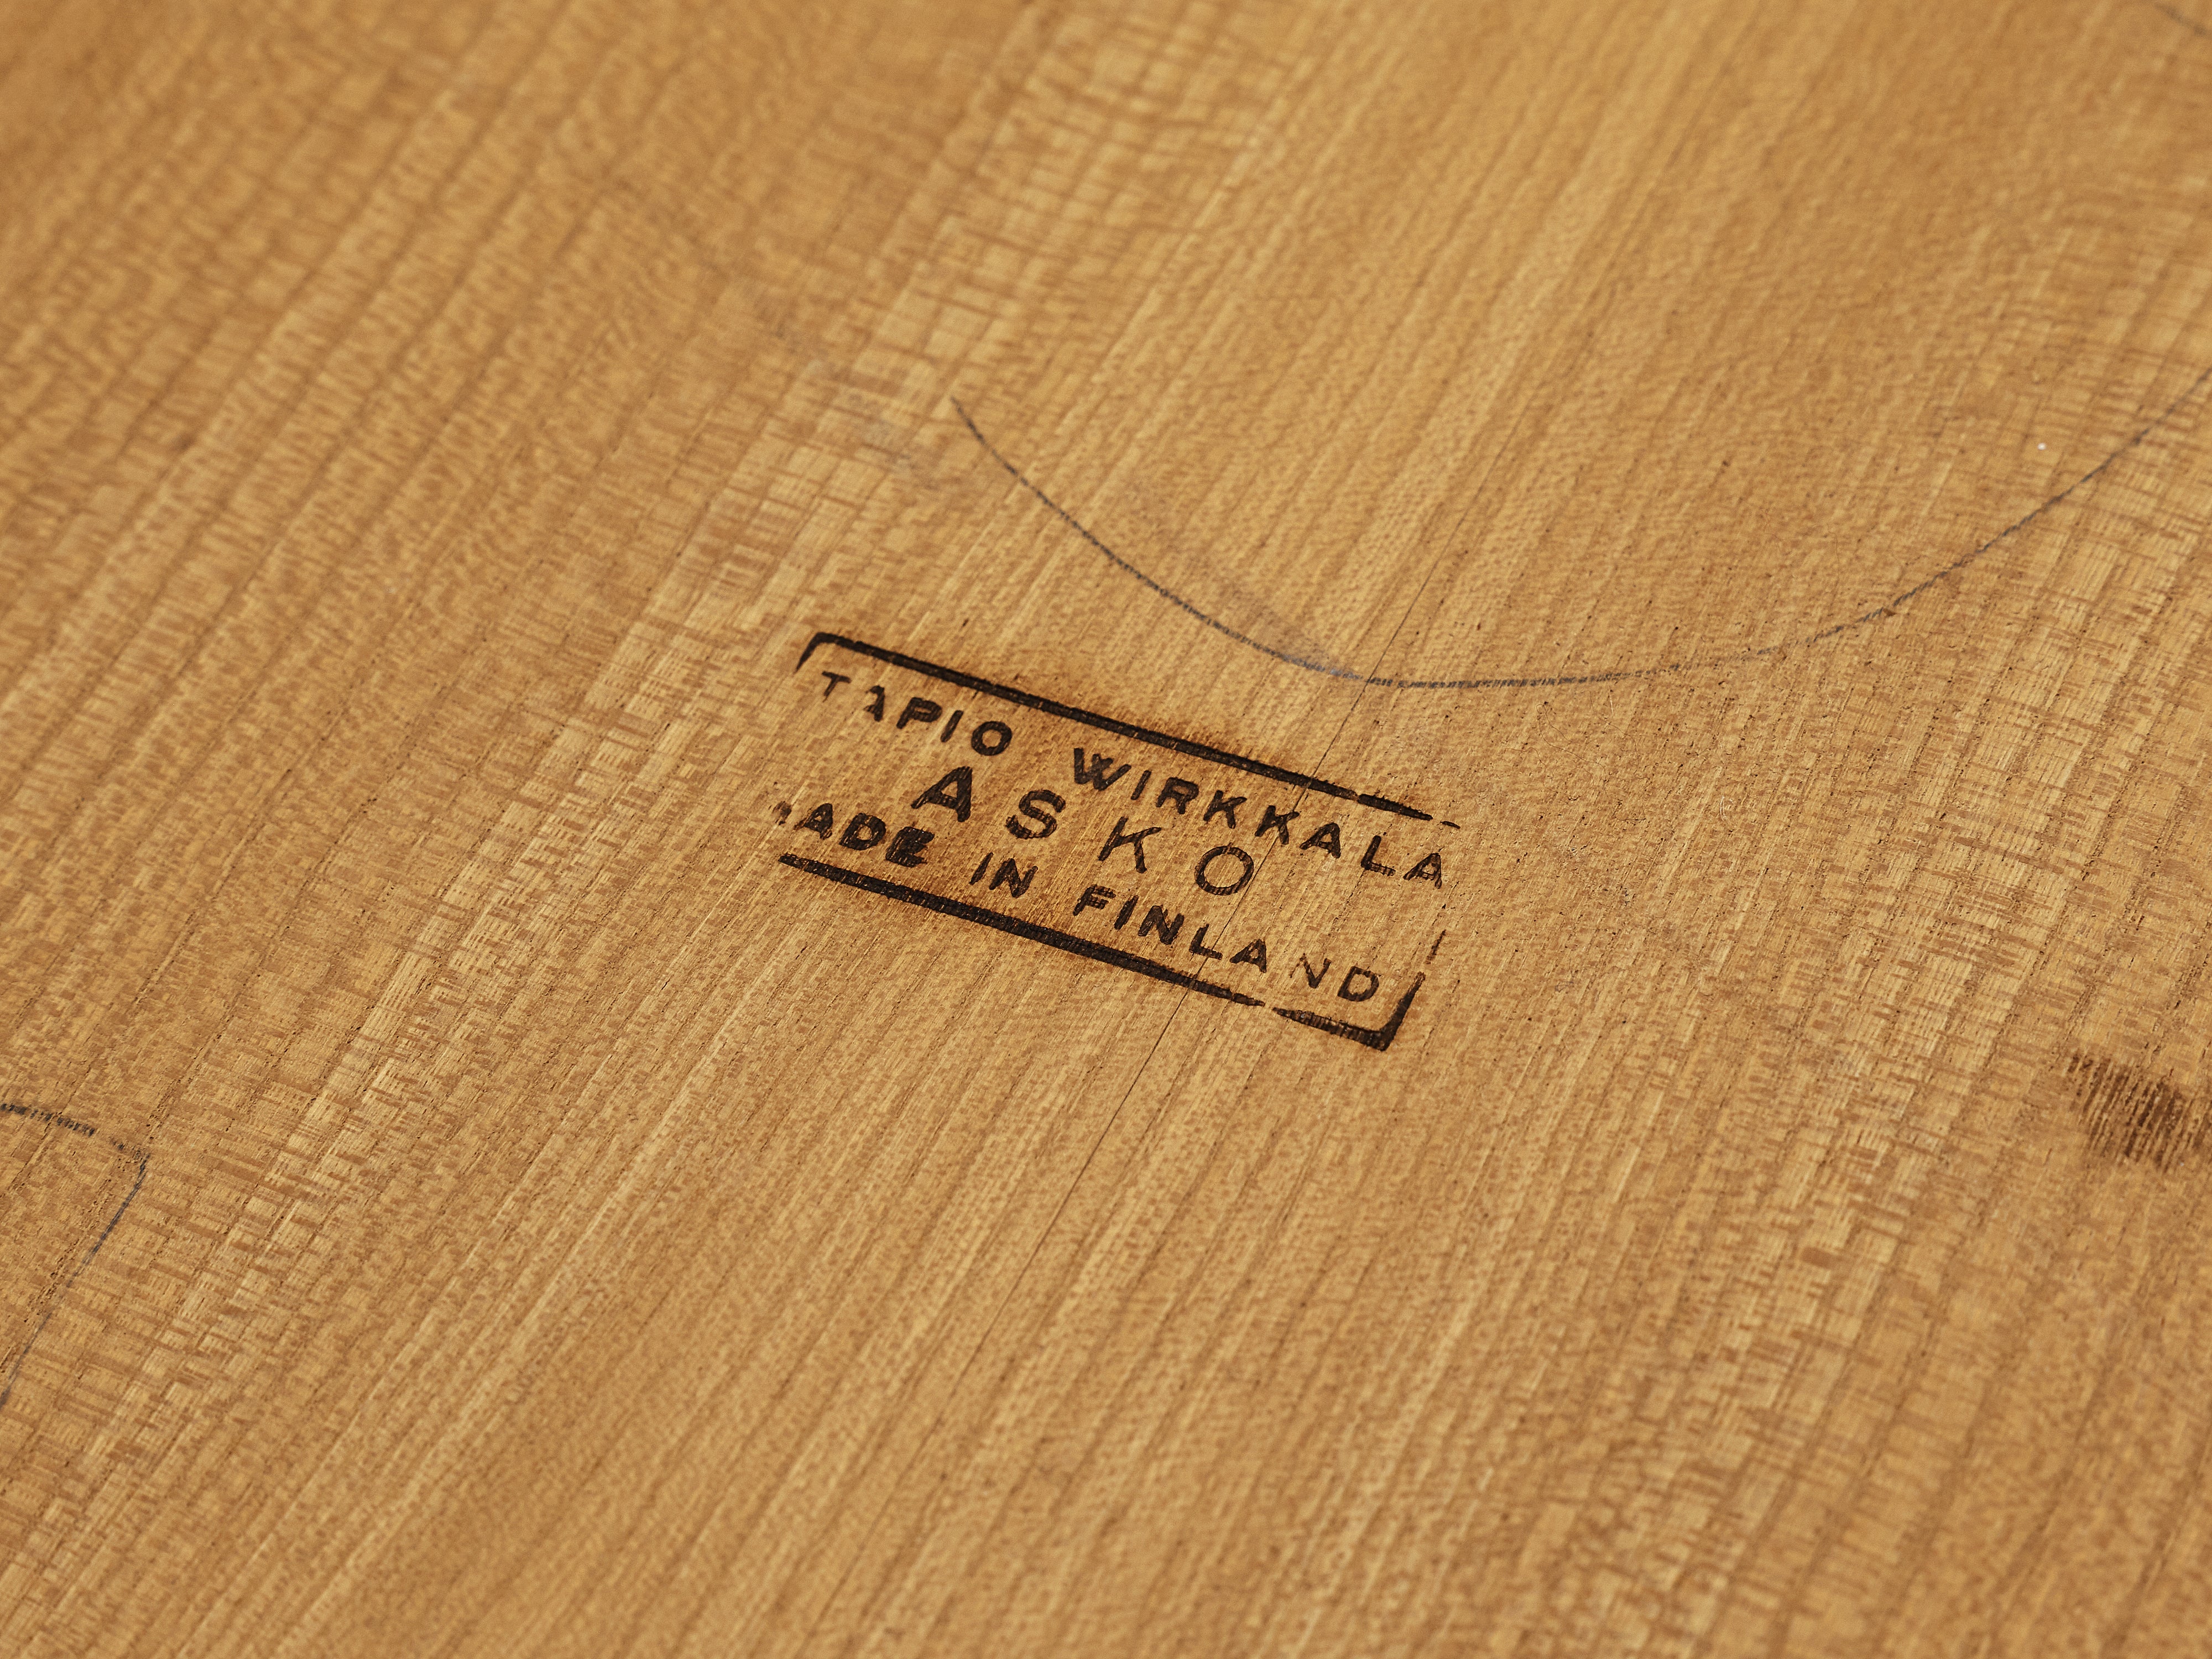 TAPIO WIRKKALA
ASKO
MADE IN FINLAND